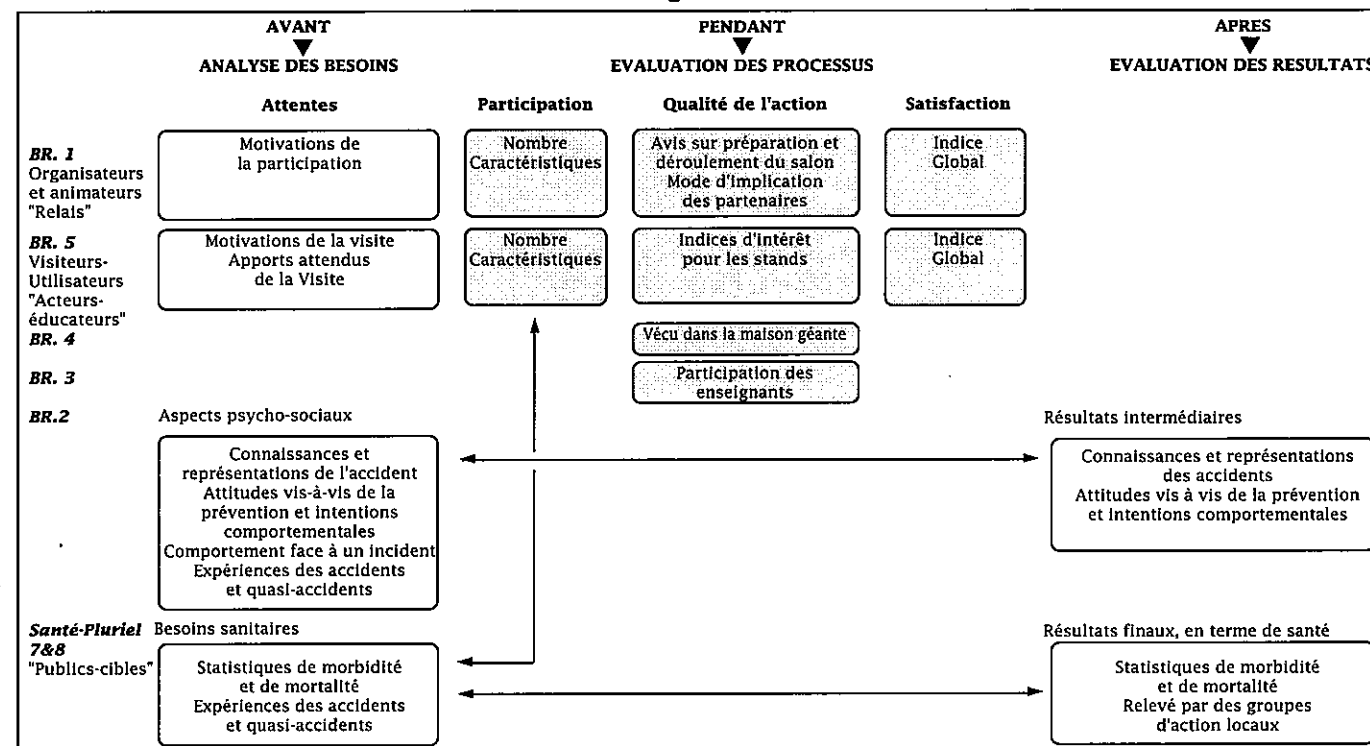 AVANT
ANALYSE DES BESOINS
PENDANT
EVALUATION DES PROCESSUS
APRES
EVALUATION DES RESULTATS
Attentes
Participation
Qualité de l'action
Satisfaction
BR. 1
Organisateurs
et animateurs
"Relais"
Motivations de
la participation
Nombre
Caractéristiques
Avis sur préparation et
déroulement du salon
Mode d'Implication
des partenaires
Indice
Global
BR. 5
Visiteurs-
Utilisateurs
"Acteurs-
éducateurs"
Motivations de la visite
Apports attendus
de la Visite
Nombre
Caractéristiques
Indices d'intérêt
pour les stands
Indice
Global
BR. 4
Vécu dans la maison géante
BR. 3
Participation des
enseignants
BR.2
Aspects psycho-sociaux
Connaissances et
représentations de l'accident
Attitudes vis-à-vis de la
prévention et intentions
comportementales
Comportement face à un incident
Expériences des accidents
et quasi-accidents
Résultats intermédiaires
Connaissances et représentations
des accidents
Attitudes vis à vis de la prévention
et intentions comportementales
Santé-Pluriel
7&8
"Publics-cibles"
Besoins sanitaires
Statistiques de morbidité
et de mortalité
Expériences des accidents
et quasi-accidents
Résultats finaux, en terme de santé
Statistiques de morbidité
et de mortalité
Relevé par des groupes
d'action locaux